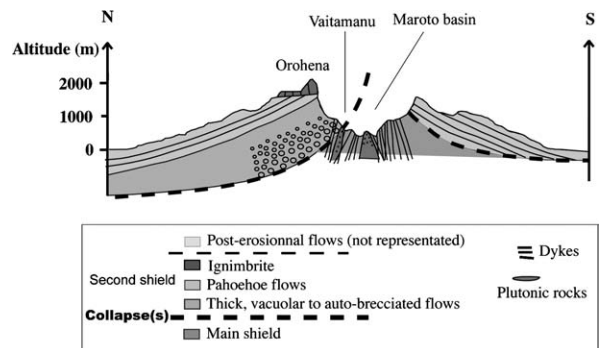 N
Vaitamanu
Maroto basin
S
Altitude (m)
Orohena
2000
1000
0
Post-erosionnal flows (not representated)
Second shield
Ignimbrite
Pahoehoe flows
Thick, vacuolar to auto-brecciated flows
Collapse(s)
Main shield
Dykes
Plutonic rocks